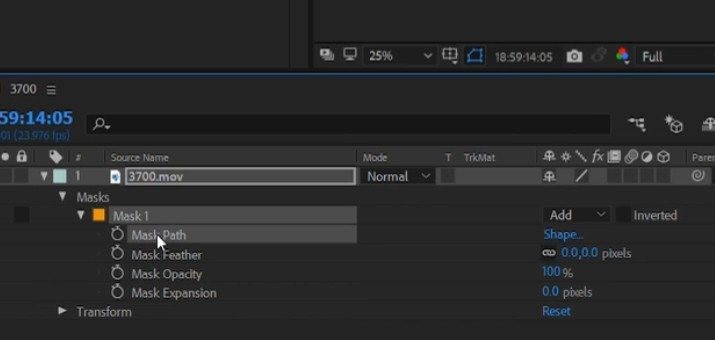 25% 18:59:14:05 Full
3700
59:14:05
01 (23.976 fps)
# Source Name Mode T TrkMat Paren
1 3700.mov Normal
Masks
Mask 1 Add Inverted
Mask Path Shape...
Mask Feather 0.0,0.0 pixels
Mask Opacity 100 %
Mask Expansion 0.0 pixels
Transform Reset